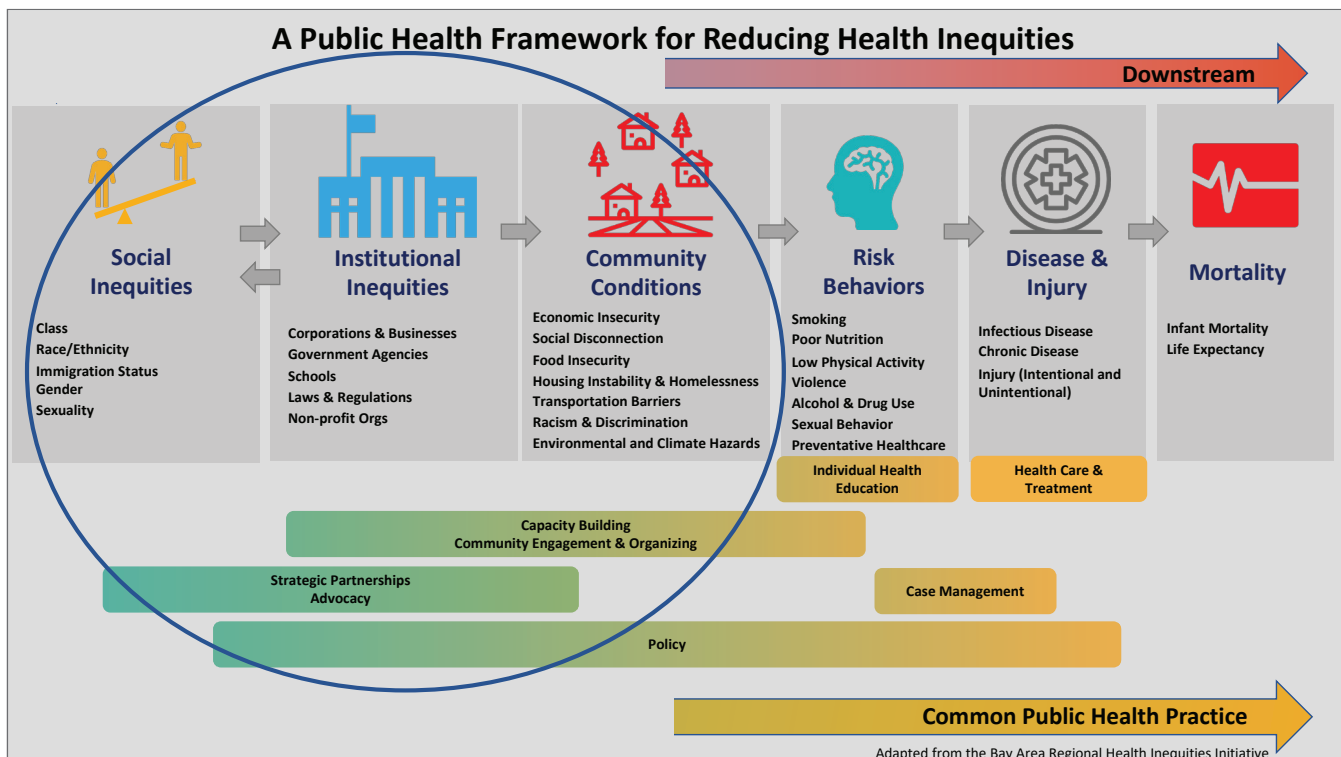 A Public Health Framework for Reducing Health Inequities
Downstream
Social
Inequities
Class
Race/Ethnicity
Immigration Status
Gender
Sexuality
Institutional
Inequities
Corporations & Businesses
Government Agencies
Schools
Laws & Regulations
Non-profit Orgs
Community
Conditions
Economic Insecurity
Social Disconnection
Food Insecurity
Housing Instability & Homelessness
Transportation Barriers
Racism & Discrimination
Environmental and Climate Hazards
Risk
Behaviors
Smoking
Poor Nutrition
Low Physical Activity
Violence
Alcohol & Drug Use
Sexual Behavior
Preventative Healthcare
Disease &
Injury
Infectious Disease
Chronic Disease
Injury (Intentional and
Unintentional)
Mortality
Infant Mortality
Life Expectancy
Individual Health
Education
Health Care &
Treatment
Capacity Building
Community Engagement & Organizing
Strategic Partnerships
Advocacy
Case Management
Policy
Common Public Health Practice
Adapted from the Bay Area Regional Health Inequities Initiative